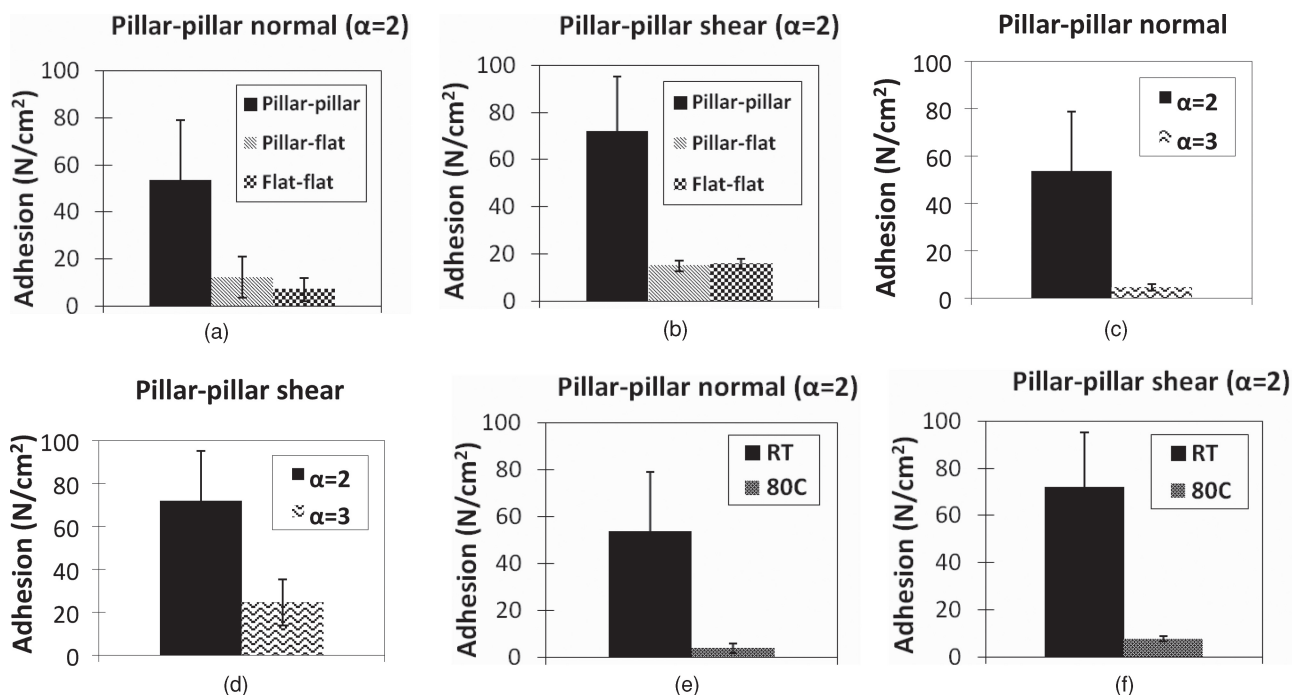 Pillar-pillar normal (α=2)
Adhesion (N/cm²)
100
80
60
40
20
0
Pillar-pillar
Pillar-flat
Flat-flat
(a)
Pillar-pillar shear (α=2)
Adhesion (N/cm²)
100
80
60
40
20
0
Pillar-pillar
Pillar-flat
Flat-flat
(b)
Pillar-pillar normal
Adhesion (N/cm²)
100
80
60
40
20
0
α=2
α=3
(c)
Pillar-pillar shear
Adhesion (N/cm²)
100
80
60
40
20
0
α=2
α=3
(d)
Pillar-pillar normal (α=2)
Adhesion (N/cm²)
100
80
60
40
20
0
RT
80C
(e)
Pillar-pillar shear (α=2)
Adhesion (N/cm²)
100
80
60
40
20
0
RT
80C
(f)